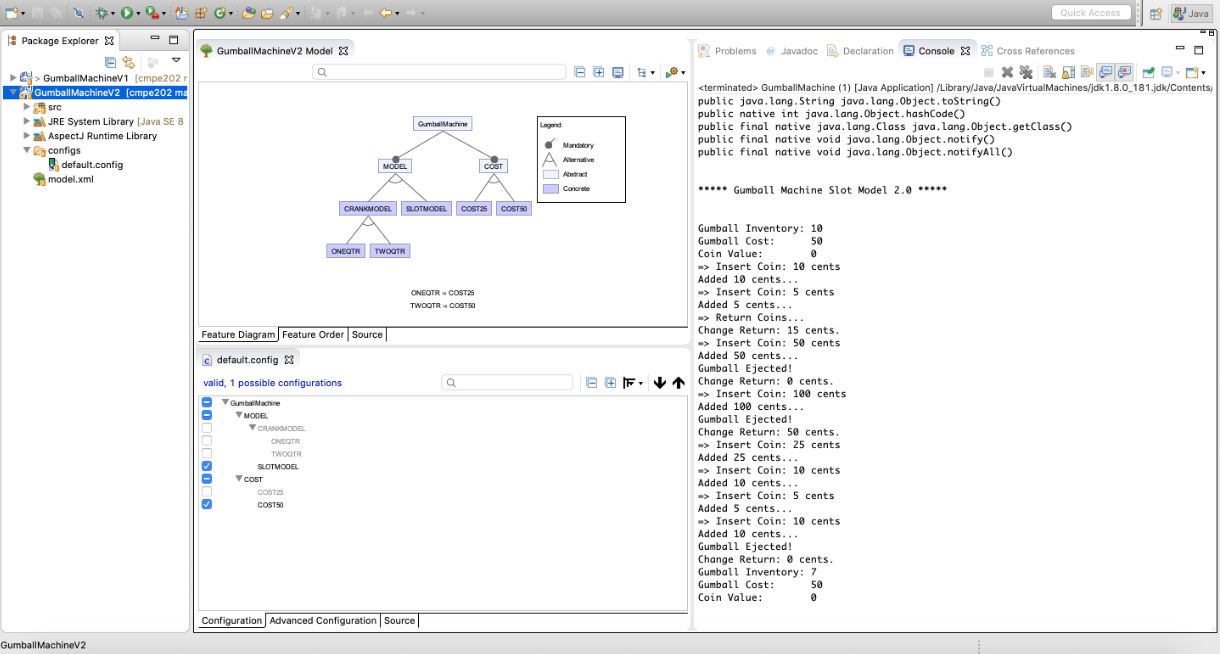 Quick Access
Java
Package Explorer
> GumballMachineV1 [cmpe202 r
GumballMachineV2 [cmpe202 ma
src
JRE System Library [Java SE 8
AspectJ Runtime Library
configs
default.config
model.xml
GumballMachineV2 Model
GumballMachine
MODEL
COST
CRANKMODEL
SLOTMODEL
COST25
COST50
ONEQTR
TWOQTR
Legend:
Mandatory
Alternative
Abstract
Concrete
ONEQTR ⇒ COST25
TWOQTR ⇒ COST50
Feature Diagram
Feature Order
Source
default.config
valid, 1 possible configurations
GumballMachine
MODEL
CRANKMODEL
ONEQTR
TWOQTR
SLOTMODEL
COST
COST25
COST50
Configuration
Advanced Configuration
Source
Problems
Javadoc
Declaration
Console
Cross References
<terminated> GumballMachine (1) [Java Application] /Library/Java/JavaVirtualMachines/jdk1.8.0_181.jdk/Contents/
public java.lang.String java.lang.Object.toString()
public native int java.lang.Object.hashCode()
public final native java.lang.Class java.lang.Object.getClass()
public final native void java.lang.Object.notify()
public final native void java.lang.Object.notifyAll()
***** Gumball Machine Slot Model 2.0 *****
Gumball Inventory: 10
Gumball Cost: 50
Coin Value: 0
=> Insert Coin: 10 cents
Added 10 cents...
=> Insert Coin: 5 cents
Added 5 cents...
=> Return Coins...
Change Return: 15 cents.
=> Insert Coin: 50 cents
Added 50 cents...
Gumball Ejected!
Change Return: 0 cents.
=> Insert Coin: 100 cents
Added 100 cents...
Gumball Ejected!
Change Return: 50 cents.
=> Insert Coin: 25 cents
Added 25 cents...
=> Insert Coin: 10 cents
Added 10 cents...
=> Insert Coin: 5 cents
Added 5 cents...
=> Insert Coin: 10 cents
Added 10 cents...
Gumball Ejected!
Change Return: 0 cents.
Gumball Inventory: 7
Gumball Cost: 50
Coin Value: 0
GumballMachineV2